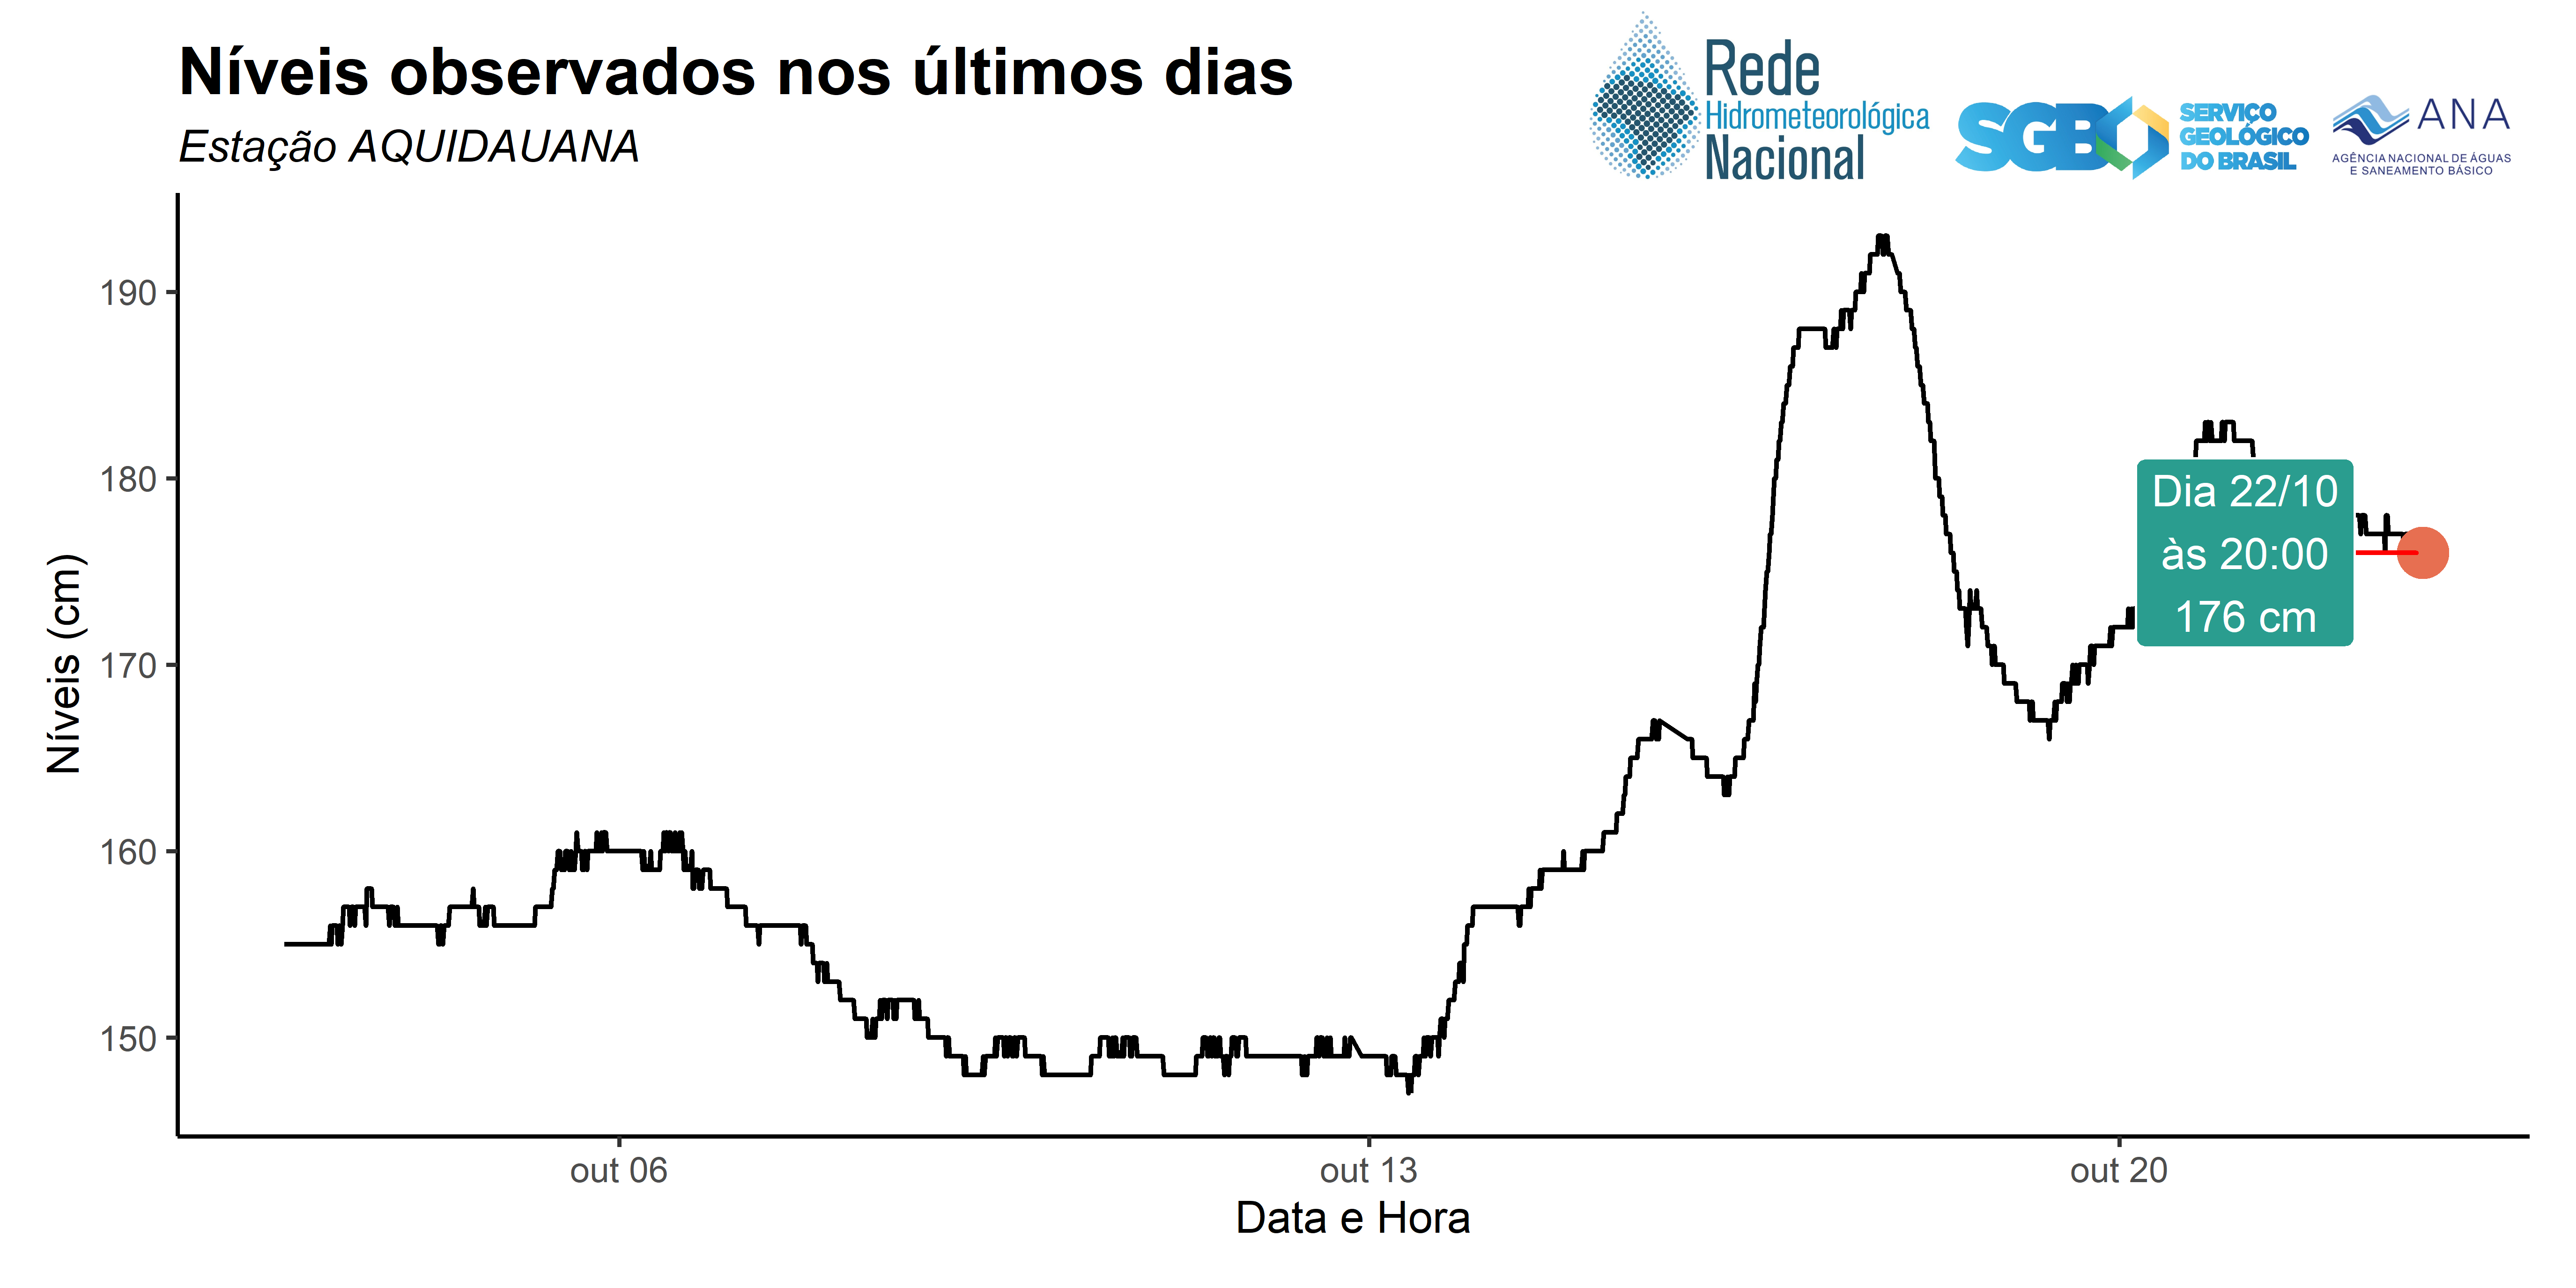 Níveis observados nos últimos dias
Estação AQUIDAUANA
Rede
Hidrometeorológica
Nacional
SGB
SERVIÇO
GEOLÓGICO
DO BRASIL
ANA
AGÊNCIA NACIONAL DE ÁGUAS
E SANEAMENTO BÁSICO
190
180
170
160
150
Níveis (cm)
Dia 22/10
às 20:00
176 cm
out 06
out 13
out 20
Data e Hora